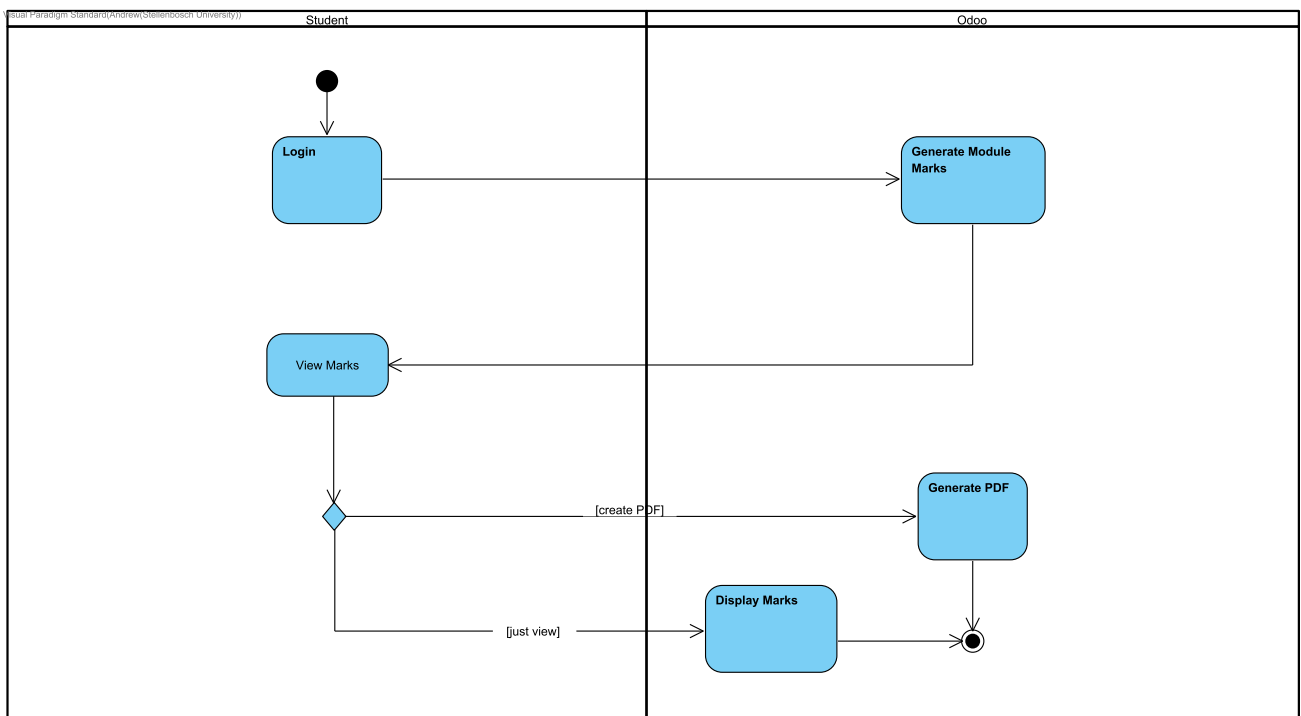 Visual Paradigm Standard(Andrew(Stellenbosch University))
Student
Odoo
Login
Generate Module
Marks
View Marks
Generate PDF
[create PDF]
Display Marks
[just view]